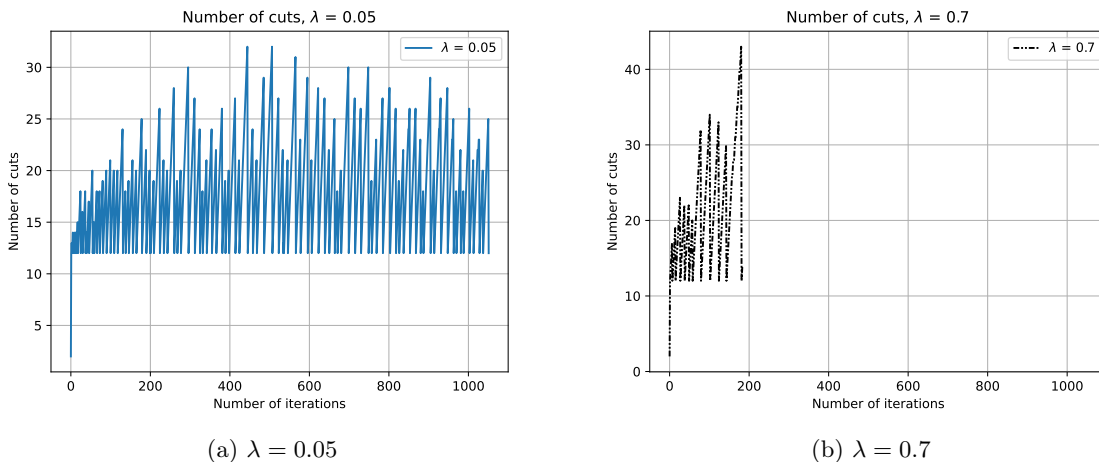 Number of cuts, λ = 0.05
λ = 0.05
Number of cuts
30
25
20
15
10
5
0
200
400
600
800
1000
Number of iterations
(a) λ = 0.05
Number of cuts, λ = 0.7
λ = 0.7
Number of cuts
40
30
20
10
0
0
200
400
600
800
1000
Number of iterations
(b) λ = 0.7